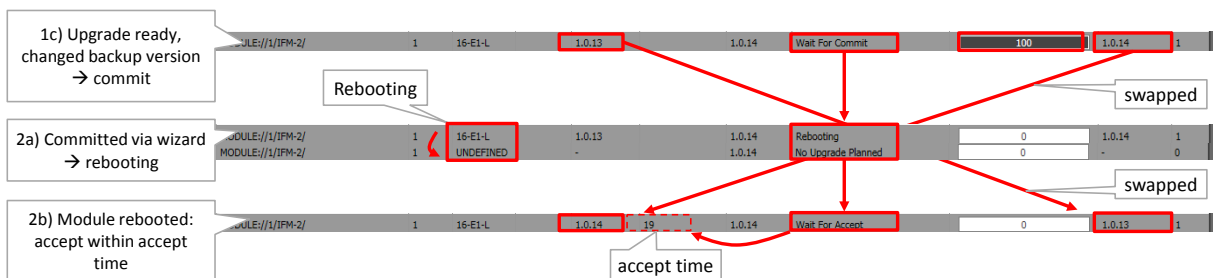 1c) Upgrade ready,
changed backup version
→ commit
MODULE://1/IFM-2/ 1 16-E1-L 1.0.13 1.0.14 Wait For Commit 100 1.0.14 1
Rebooting
swapped
2a) Committed via wizard
→ rebooting
MODULE://1/IFM-2/ 1 16-E1-L 1.0.13 1.0.14 Rebooting 0 1.0.14 1
MODULE://1/IFM-2/ 1 UNDEFINED - 1.0.14 No Upgrade Planned 0 - 0
swapped
2b) Module rebooted:
accept within accept
time
MODULE://1/IFM-2/ 1 16-E1-L 1.0.14 19 1.0.14 Wait For Accept 0 1.0.13 1
accept time